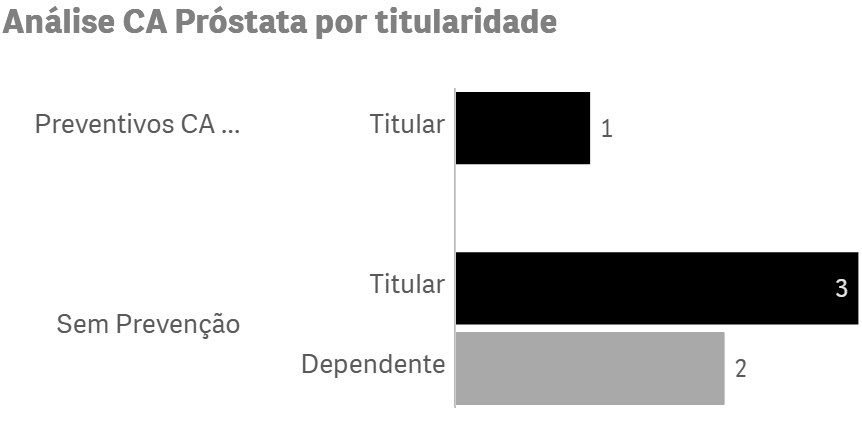 Análise CA Próstata por titularidade
Preventivos CA ... Titular 1
Titular 3
Sem Prevenção
Dependente 2